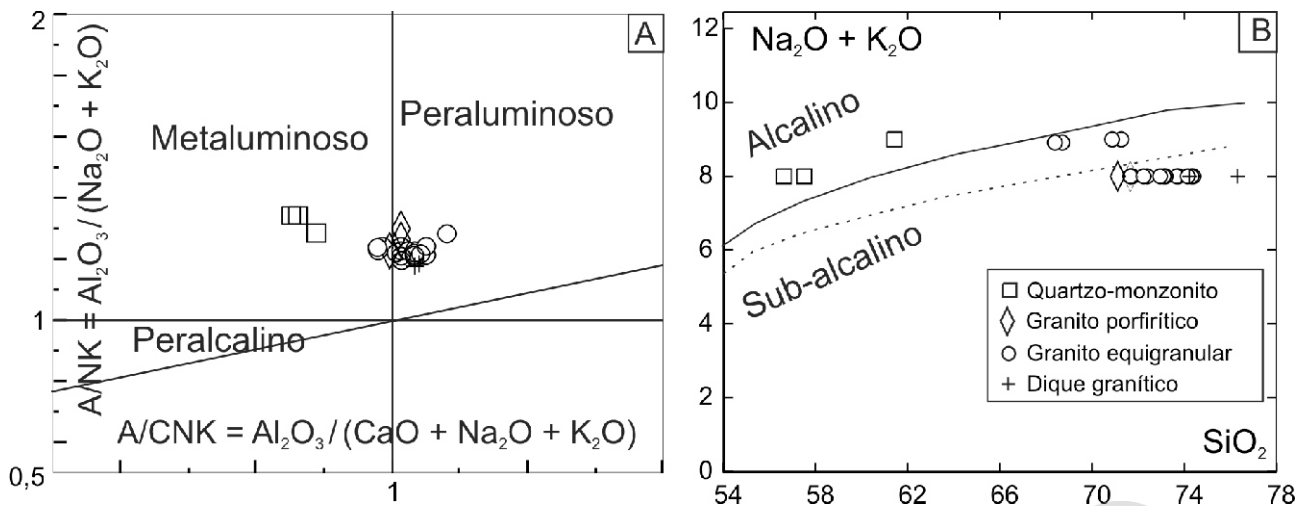 A
2
1
0,5
1
A/NK = Al₂O₃/(Na₂O + K₂O)
Metaluminoso
Peraluminoso
Peralcalino
A/CNK = Al₂O₃/(CaO + Na₂O + K₂O)
B
12
10
8
6
4
2
0
Na₂O + K₂O
Alcalino
Sub-alcalino
Quartzo-monzonito
Granito porfirítico
Granito equigranular
Dique granítico
SiO₂
54 58 62 66 70 74 78